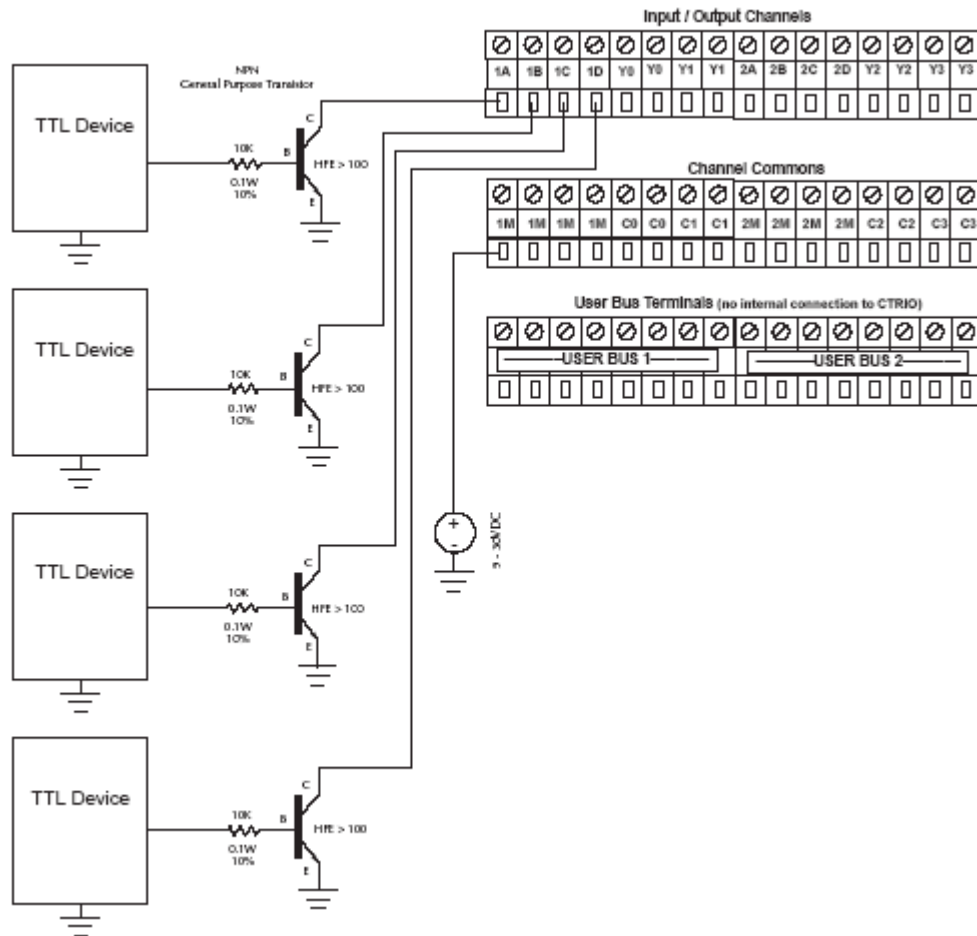 Input / Output Channels
1A 1B 1C 1D Y0 Y0 Y1 Y1 2A 2B 2C 2D Y2 Y2 Y3 Y3
NPN
General Purpose Transistor
TTL Device
C
10K
B
HFE > 100
0.1W
10%
E
Channel Commons
1M 1M 1M 1M C0 C0 C1 C1 2M 2M 2M 2M C2 C2 C3 C3
User Bus Terminals (no internal connection to CTRIO)
USER BUS 1
USER BUS 2
TTL Device
C
10K
B
HFE > 100
0.1W
10%
E
+
-
TTL Device
C
10K
B
HFE > 100
0.1W
10%
E
TTL Device
C
10K
B
HFE > 100
0.1W
10%
E